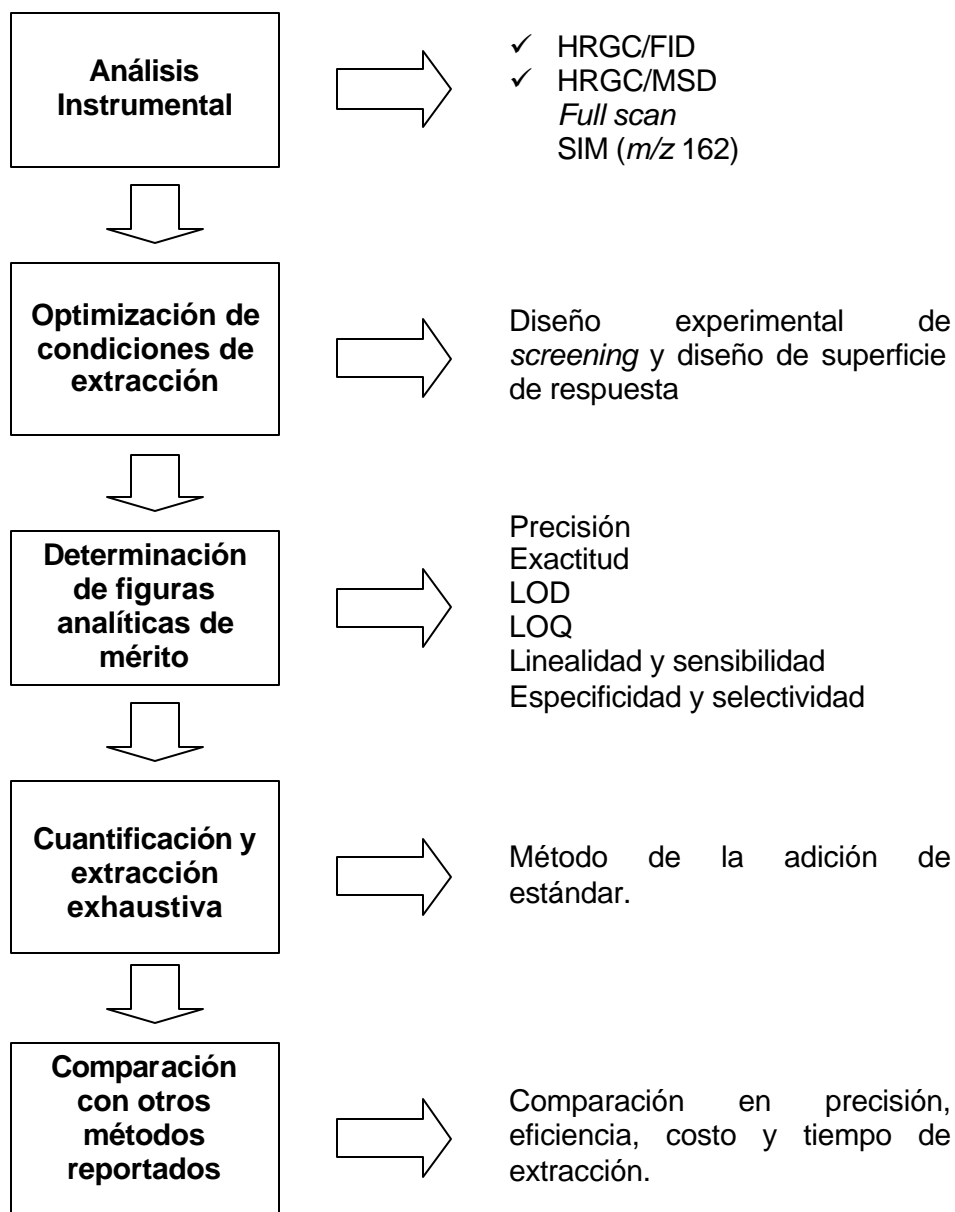 Análisis
Instrumental
✓ HRGC/FID
✓ HRGC/MSD
Full scan
SIM (m/z 162)
Optimización de
condiciones de
extracción
Diseño experimental de
screening y diseño de superficie
de respuesta
Determinación
de figuras
analíticas de
mérito
Precisión
Exactitud
LOD
LOQ
Linealidad y sensibilidad
Especificidad y selectividad
Cuantificación y
extracción
exhaustiva
Método de la adición de
estándar.
Comparación
con otros
métodos
reportados
Comparación en precisión,
eficiencia, costo y tiempo de
extracción.